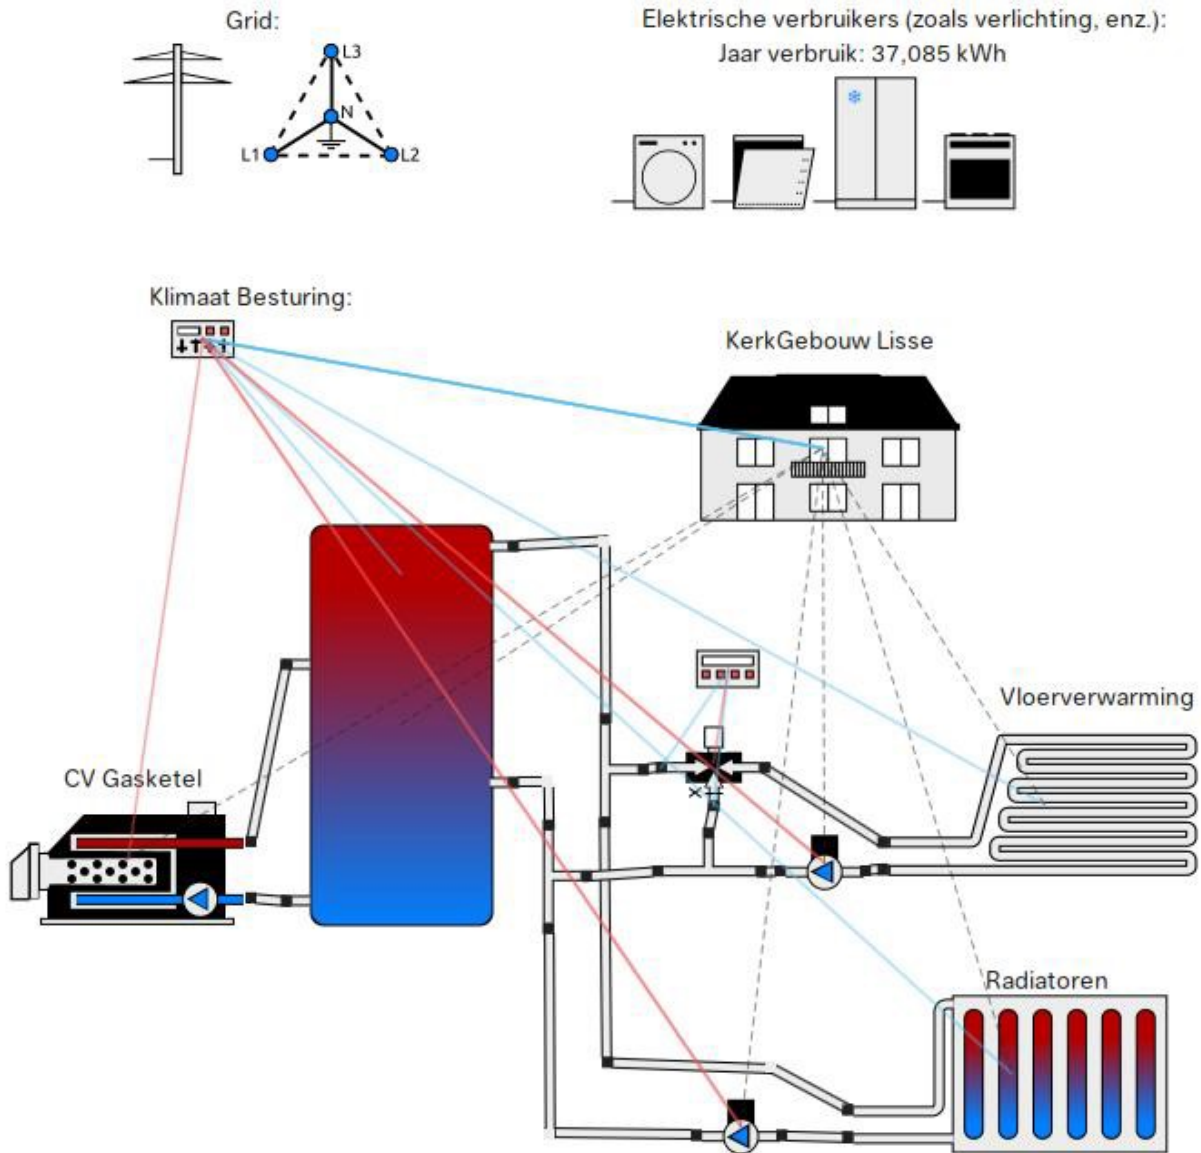 Grid:
Elektrische verbruikers (zoals verlichting, enz.):
Jaar verbruik: 37,085 kWh
L3
N
L1
L2
Klimaat Besturing:
KerkGebouw Lisse
Vloerverwarming
CV Gasketel
Radiatoren